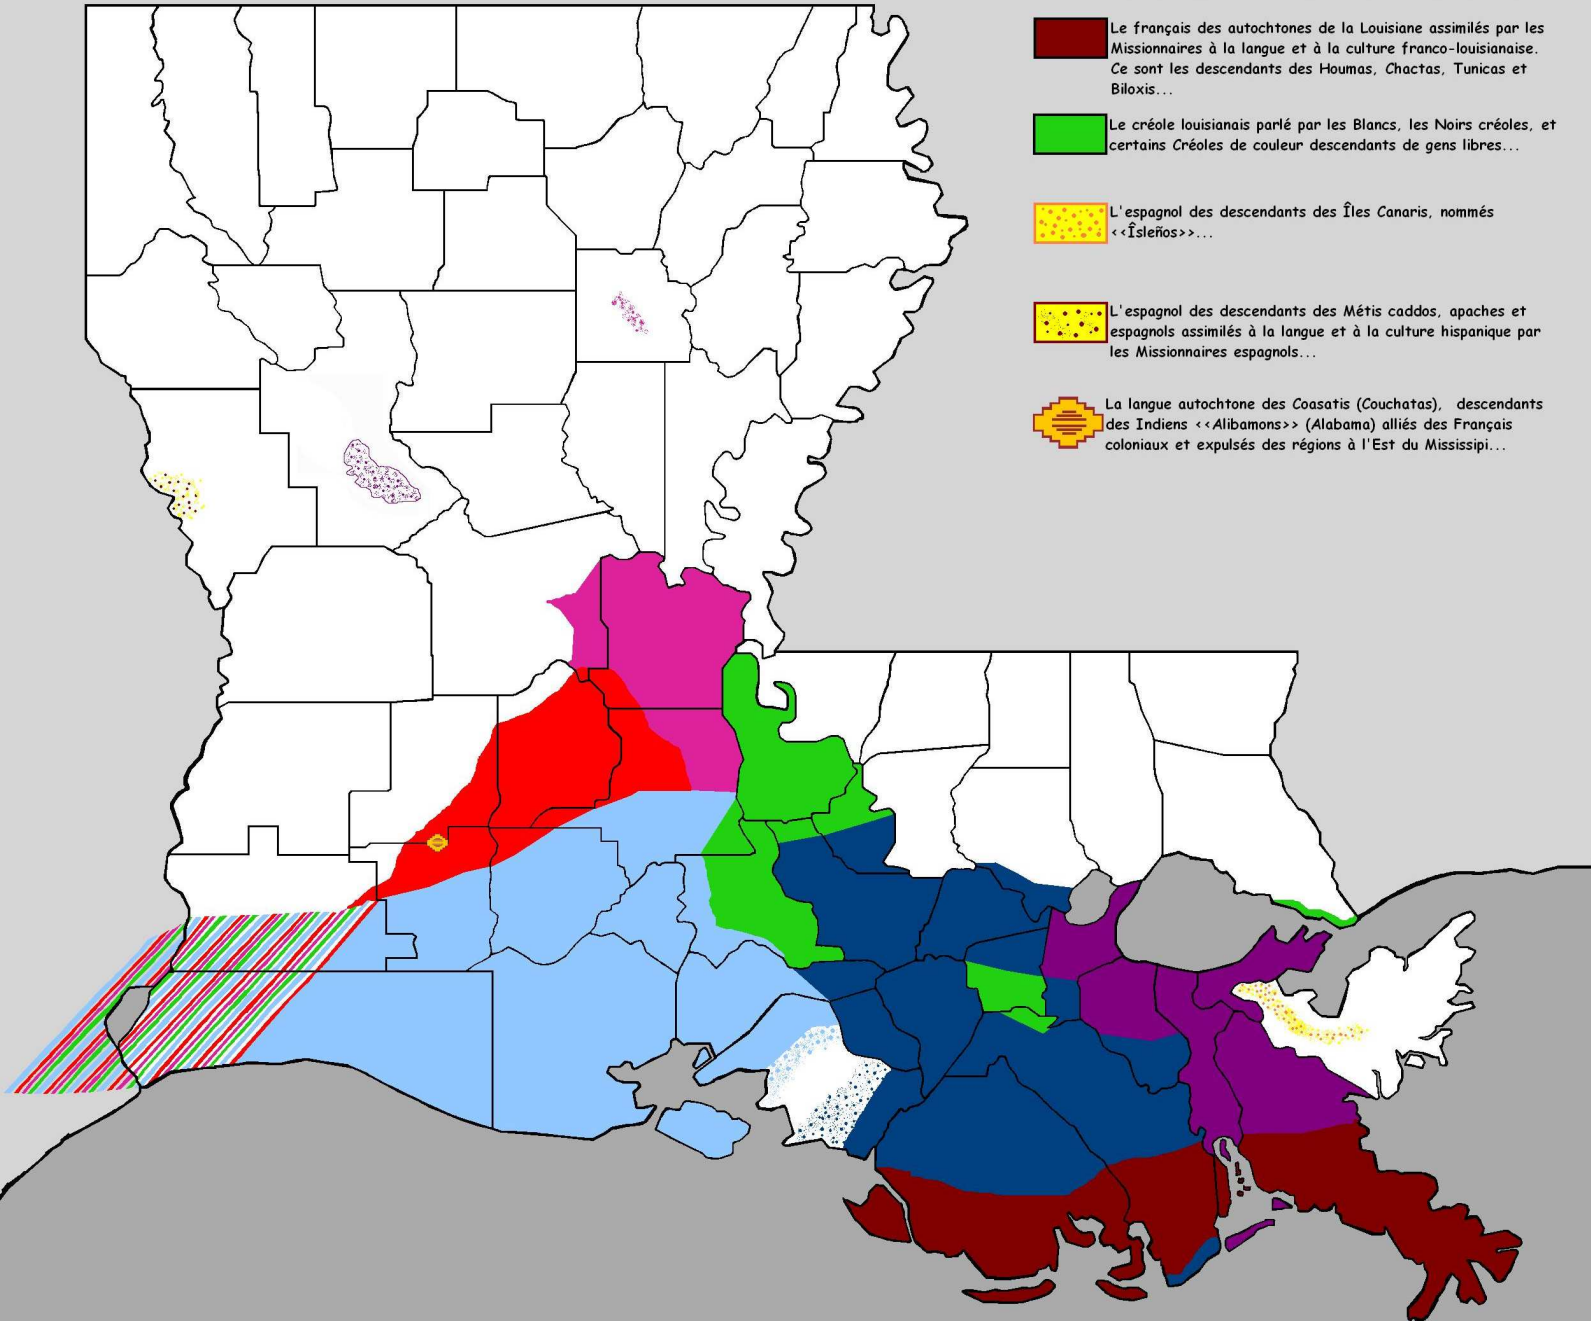 Le français des autochtones de la Louisiane assimilés par les
Missionnaires à la langue et à la culture franco-louisianaise.
Ce sont les descendants des Houmas, Chactas, Tunicas et
Biloxis...
Le créole louisianais parlé par les Blancs, les Noirs créoles, et
certains Créoles de couleur descendants de gens libres...
L'espagnol des descendants des Îles Canaris, nommés
<<Îsleños>>...
L'espagnol des descendants des Métis caddos, apaches et
espagnols assimilés à la langue et à la culture hispanique par
les Missionnaires espagnols...
La langue autochtone des Coasatis (Couchatas), descendants
des Indiens <<Alibamons>> (Alabama) alliés des Français
coloniaux et expulsés des régions à l'Est du Mississipi...